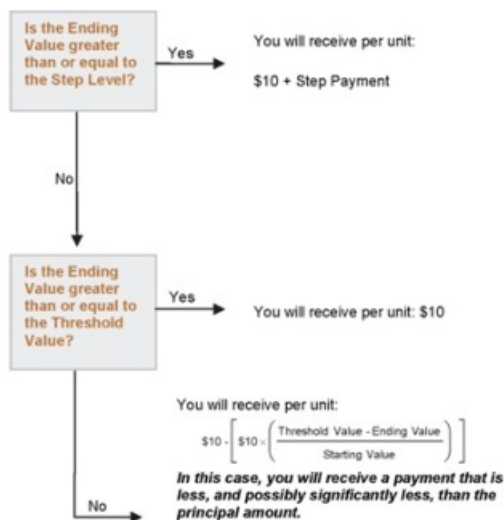 Is the Ending
Value greater
than or equal to
the Step Level?
Yes
You will receive per unit:
$10 + Step Payment
No
Is the Ending
Value greater
than or equal to
the Threshold
Value?
Yes
You will receive per unit: $10
You will receive per unit:
$10 - [ $10 × ( Threshold Value - Ending Value
Starting Value ) ]
In this case, you will receive a payment that is
less, and possibly significantly less, than the
principal amount.
No